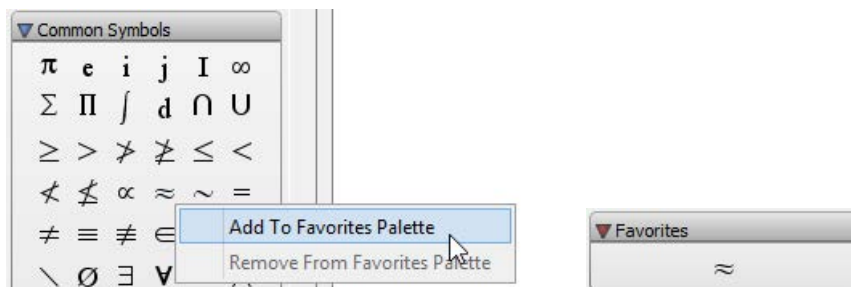 Common Symbols
π e i j I ∞
Σ Π ∫ d ∩ ∪
≥ > ≯ ≱ ≤ <
≮ ≰ ∝ ≈ ~ =
≠ ≡ ≢ ∈
\ Ø ∃ ∀
Add To Favorites Palette
Remove From Favorites Palette
Favorites
≈